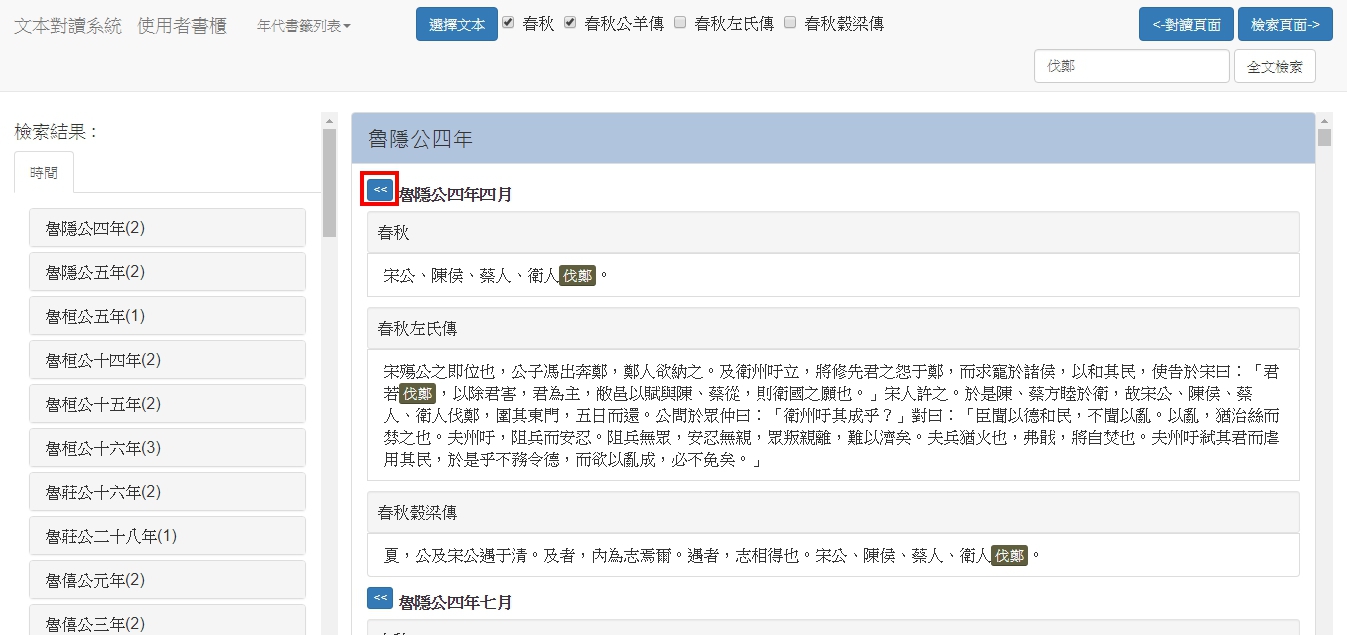 文本對讀系統 使用者書櫃 年代書籤列表 選擇文本 春秋 春秋公羊傳 春秋左氏傳 春秋穀梁傳 <-對讀頁面 檢索頁面->
伐鄭 全文檢索
檢索結果：
時間
魯隱公四年(2)
魯隱公五年(2)
魯桓公五年(1)
魯桓公十四年(2)
魯桓公十五年(2)
魯桓公十六年(3)
魯莊公十六年(2)
魯莊公二十八年(1)
魯僖公元年(2)
魯僖公三年(2)
魯隱公四年
<< 魯隱公四年四月
春秋
宋公、陳侯、蔡人、衛人伐鄭。
春秋左氏傳
宋殤公之即位也，公子馮出奔鄭，鄭人欲納之。及衛州吁立，將修先君之怨于鄭，而求寵於諸侯，以和其民，使告於宋曰：「君
若伐鄭，以除君害，君為主，敝邑以賦與陳、蔡從，則衛國之願也。」宋人許之。於是陳、蔡方睦於衛，故宋公、陳侯、蔡
人、衛人伐鄭，圍其東門，五日而還。公問於眾仲曰：「衛州吁其成乎？」對曰：「臣聞以德和民，不聞以亂。以亂，猶治絲而
棼之也。夫州吁，阻兵而安忍。阻兵無眾，安忍無親，眾叛親離，難以濟矣。夫兵猶火也，弗戢，將自焚也。夫州吁弒其君而虐
用其民，於是乎不務令德，而欲以亂成，必不免矣。」
春秋穀梁傳
夏，公及宋公遇于清。及者，內為志焉爾。遇者，志相得也。宋公、陳侯、蔡人、衛人伐鄭。
<< 魯隱公四年七月